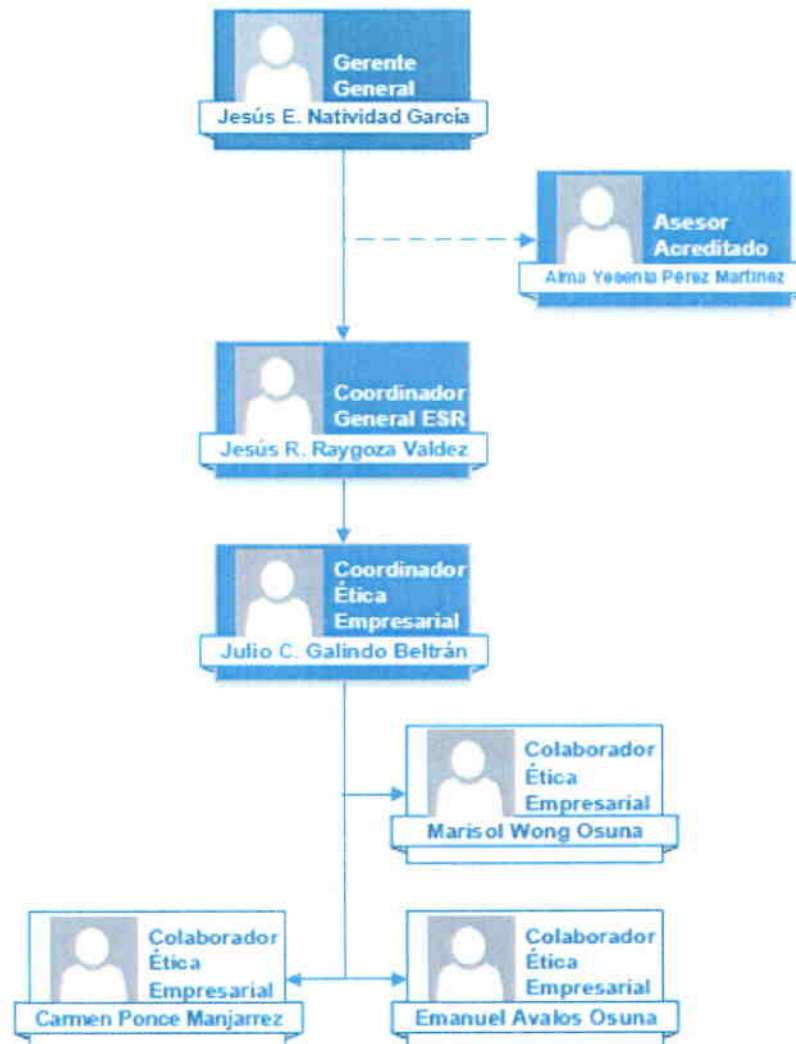 Gerente
General
Jesús E. Natividad García
Asesor
Acreditado
Alma Yesenia Pérez Martínez
Coordinador
General ESR
Jesús R. Raygoza Valdez
Coordinador
Ética
Empresarial
Julio C. Galindo Beltrán
Colaborador
Ética
Empresarial
Marisol Wong Osuna
Colaborador
Ética
Empresarial
Carmen Ponce Manjarrez
Colaborador
Ética
Empresarial
Emanuel Avalos Osuna